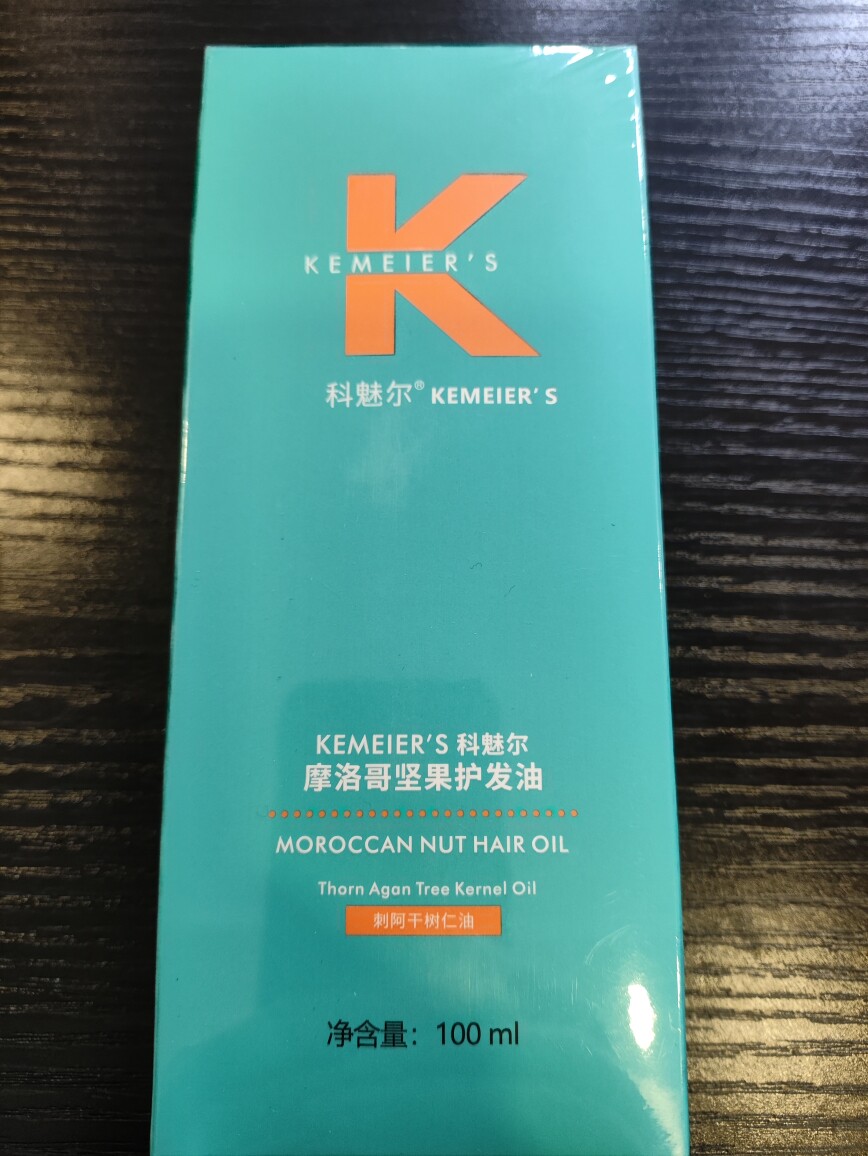 KEMEIER'S
科魅尔® KEMEIER'S
KEMEIER'S 科魅尔
摩洛哥坚果护发油
MOROCCAN NUT HAIR OIL
Thorn Agan Tree Kernel Oil
刺阿干树仁油
净含量：100 ml